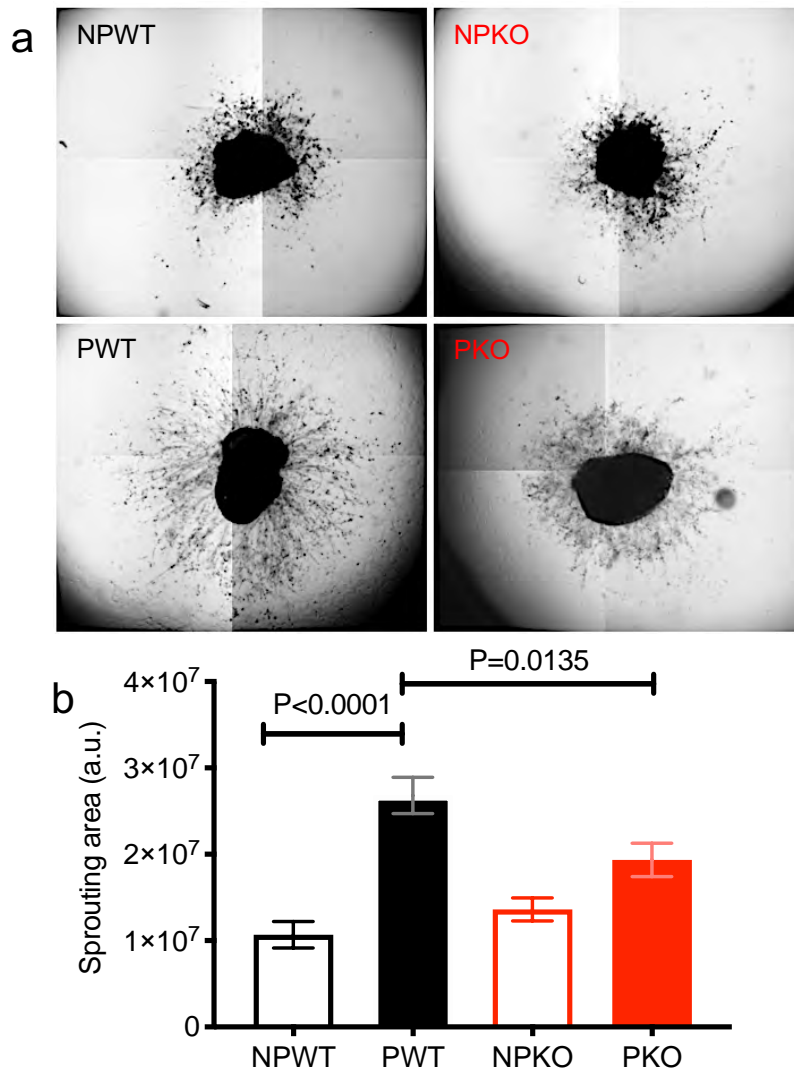 a
NPWT
NPKO
PWT
PKO
b
P=0.0135
P<0.0001
Sprouting area (a.u.)
4×10⁷
3×10⁷
2×10⁷
1×10⁷
0
NPWT PWT NPKO PKO